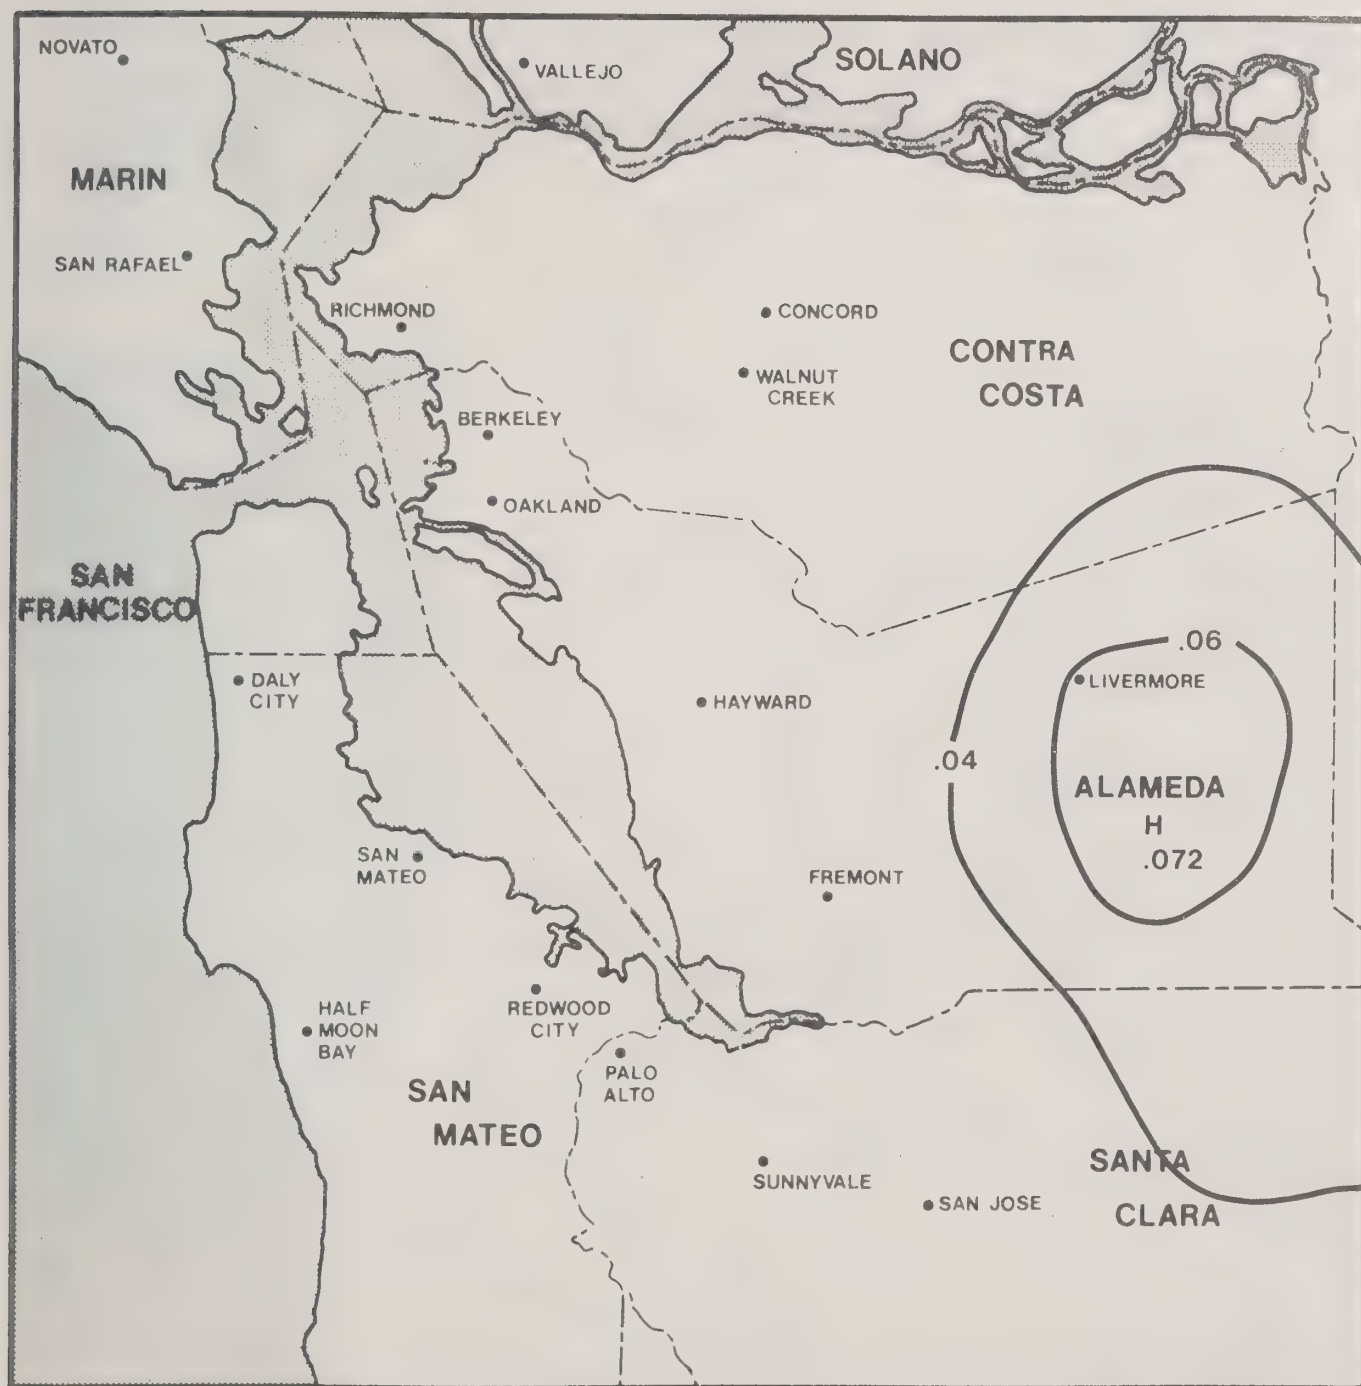 NOVATO
VALLEJO
SOLANO
MARIN
SAN RAFAEL
RICHMOND
CONCORD
CONTRA
COSTA
WALNUT
CREEK
BERKELEY
OAKLAND
SAN
FRANCISCO
.06
DALY
CITY
LIVERMORE
HAYWARD
.04
ALAMEDA
H
.072
SAN
MATEO
FREMONT
HALF
MOON
BAY
REDWOOD
CITY
PALO
ALTO
SAN
MATEO
SUNNYVALE
SAN JOSE
SANTA
CLARA